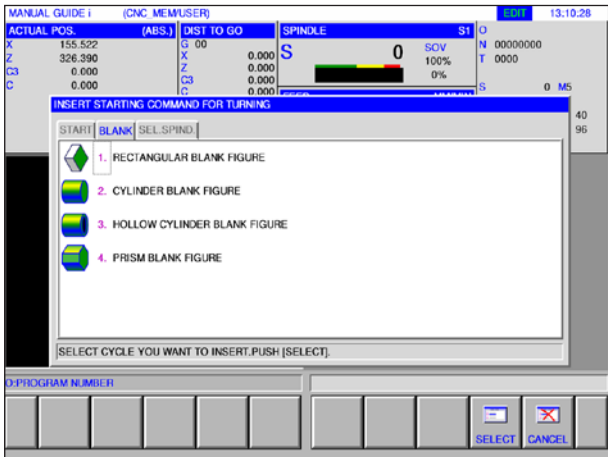 MANUAL GUIDE i (CNC_MEM/USER) EDIT 13:10:28
ACTUAL POS. (ABS.) DIST TO GO SPINDLE S1 O
X 155.522 G 00 S 0 SOV N 00000000
Z 326.390 X 0.000 100% T 0000
C3 0.000 Z 0.000 0%
C 0.000 C3 0.000 S 0 M5
C 0.000
INSERT STARTING COMMAND FOR TURNING
START BLANK SEL.SPIND.
40
96
1. RECTANGULAR BLANK FIGURE
2. CYLINDER BLANK FIGURE
3. HOLLOW CYLINDER BLANK FIGURE
4. PRISM BLANK FIGURE
SELECT CYCLE YOU WANT TO INSERT.PUSH [SELECT].
O:PROGRAM NUMBER
SELECT CANCEL